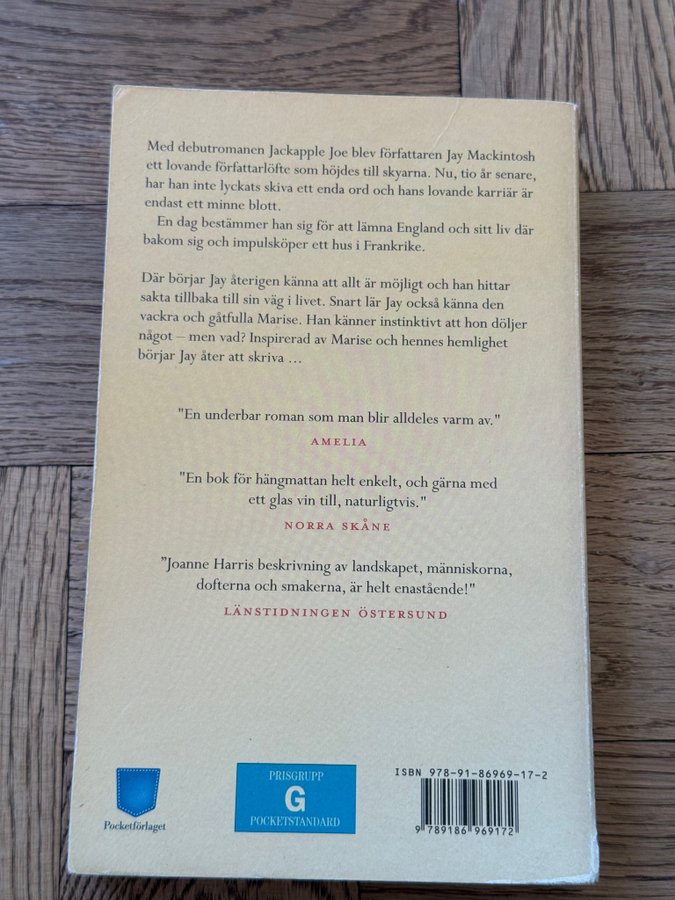 Med debutromanen Jackapple Joe blev författaren Jay Mackintosh
ett lovande författarlöfte som höjdes till skyarna. Nu, tio år senare,
har han inte lyckats skiva ett enda ord och hans lovande karriär är
endast ett minne blott.
En dag bestämmer han sig för att lämna England och sitt liv där
bakom sig och impulsköper ett hus i Frankrike.
Där börjar Jay återigen känna att allt är möjligt och han hittar
sakta tillbaka till sin väg i livet. Snart lär Jay också känna den
vackra och gåtfulla Marise. Han känner instinktivt att hon döljer
något – men vad? Inspirerad av Marise och hennes hemlighet
börjar Jay åter att skriva ...
"En underbar roman som man blir alldeles varm av."
AMELIA
"En bok för hängmattan helt enkelt, och gärna med
ett glas vin till, naturligtvis."
NORRA SKÅNE
”Joanne Harris beskrivning av landskapet, människorna,
dofterna och smakerna, är helt enastående!"
LÄNSTIDNINGEN ÖSTERSUND
Pocketförlaget
PRISGRUPP
G
POCKETSTANDARD
ISBN 978-91-86969-17-2
9 789186 969172